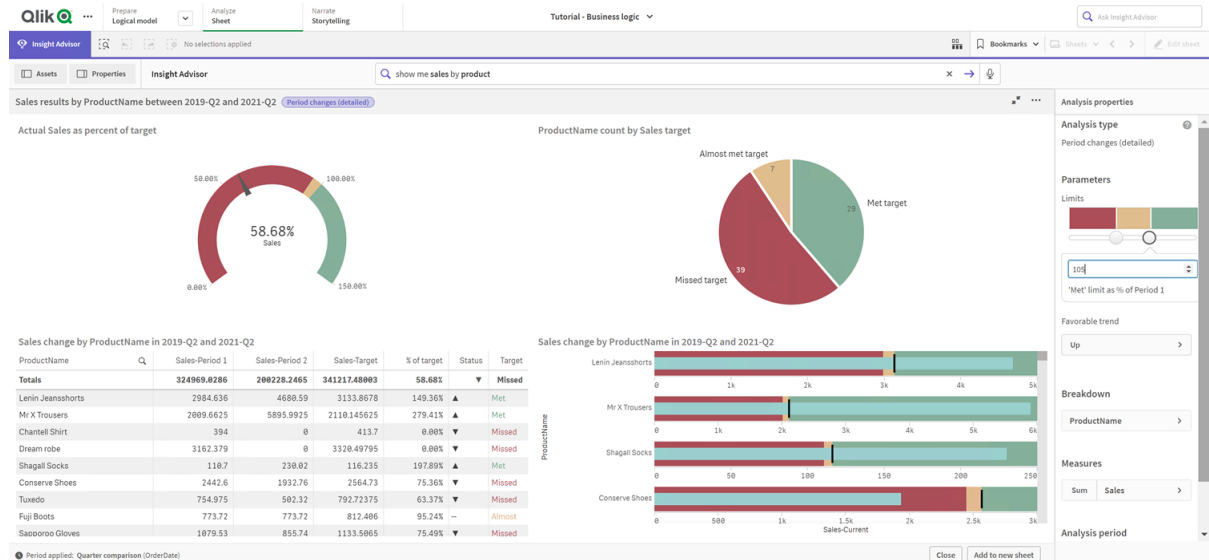 Qlik
Prepare
Logical model
Analyze
Sheet
Narrate
Storytelling
Tutorial - Business logic
Ask Insight Advisor
Insight Advisor
No selections applied
Bookmarks
Sheets
Edit sheet
Assets
Properties
Insight Advisor
show me sales by product
Sales results by ProductName between 2019-Q2 and 2021-Q2
Period changes (detailed)
Actual Sales as percent of target
50.00%
100.00%
58.68%
Sales
0.00%
150.00%
ProductName count by Sales target
Almost met target
7
29
Met target
39
Missed target
Sales change by ProductName in 2019-Q2 and 2021-Q2
ProductName Sales-Period 1 Sales-Period 2 Sales-Target % of target Status Target
Totals 324969.0286 200228.2465 341217.48003 58.68% ▼ Missed
Lenin Jeansshorts 2984.636 4680.59 3133.8678 149.36% ▲ Met
Mr X Trousers 2009.6625 5895.9925 2110.145625 279.41% ▲ Met
Chantell Shirt 394 0 413.7 0.00% ▼ Missed
Dream robe 3162.379 0 3320.49795 0.00% ▼ Missed
Shagall Socks 110.7 230.02 116.235 197.89% ▲ Met
Conserve Shoes 2442.6 1932.76 2564.73 75.36% ▼ Missed
Tuxedo 754.975 502.32 792.72375 63.37% ▼ Missed
Fuji Boots 773.72 773.72 812.406 95.24% -- Almost
Sapporoo Gloves 1079.53 855.74 1133.5065 75.49% ▼ Missed
Sales change by ProductName in 2019-Q2 and 2021-Q2
ProductName
Lenin Jeansshorts
0 1k 2k 3k 4k 5k
Mr X Trousers
0 1k 2k 3k 4k 5k 6k
Shagall Socks
0 50 100 150 200 250
Conserve Shoes
0 500 1k 1.5k 2k 2.5k 3k
Sales-Current
Analysis properties
Analysis type
Period changes (detailed)
Parameters
Limits
105
'Met' limit as % of Period 1
Favorable trend
Up
Breakdown
ProductName
Measures
Sum Sales
Analysis period
Period applied: Quarter comparison (OrderDate)
Close
Add to new sheet